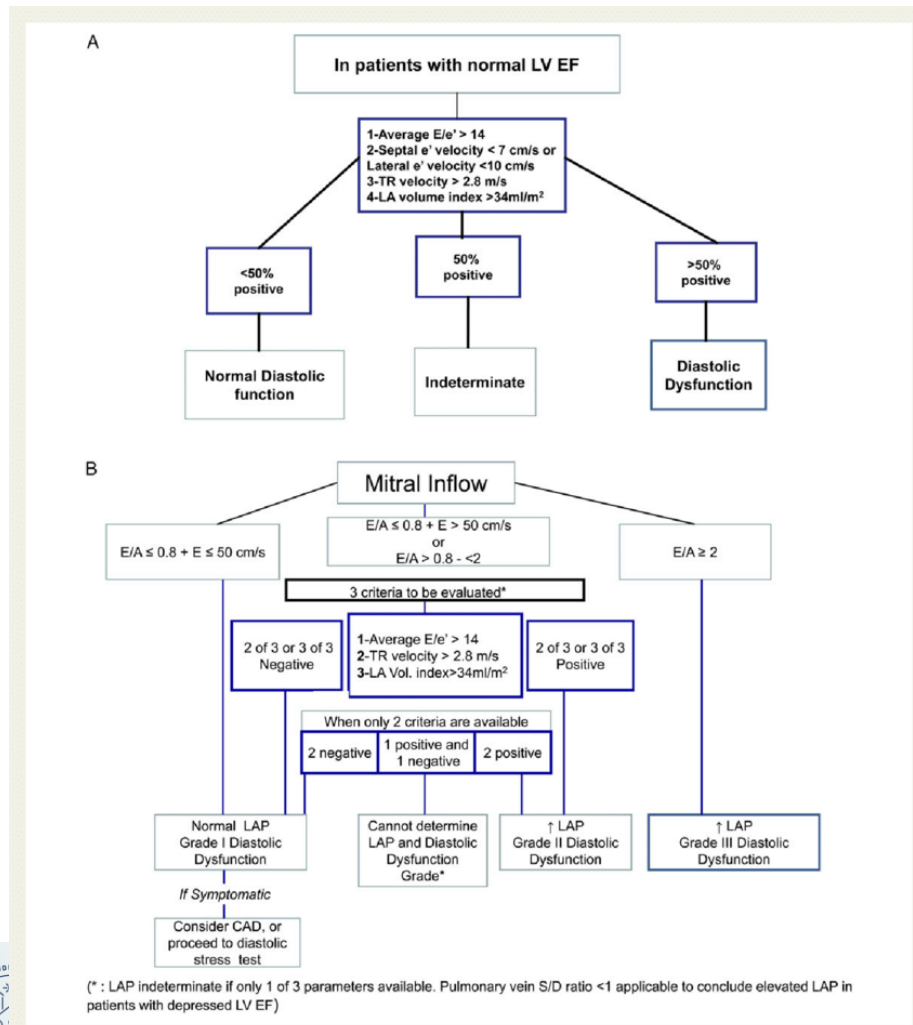 A
In patients with normal LV EF
1-Average E/e' > 14
2-Septal e' velocity < 7 cm/s or
Lateral e' velocity <10 cm/s
3-TR velocity > 2.8 m/s
4-LA volume index >34ml/m²
<50%
positive
50%
positive
>50%
positive
Normal Diastolic
function
Indeterminate
Diastolic
Dysfunction
B
Mitral Inflow
E/A ≤ 0.8 + E ≤ 50 cm/s
E/A ≤ 0.8 + E > 50 cm/s
or
E/A > 0.8 - <2
E/A ≥ 2
3 criteria to be evaluated*
2 of 3 or 3 of 3
Negative
1-Average E/e' > 14
2-TR velocity > 2.8 m/s
3-LA Vol. index>34ml/m²
2 of 3 or 3 of 3
Positive
When only 2 criteria are available
2 negative
1 positive and
1 negative
2 positive
Normal LAP
Grade I Diastolic
Dysfunction
Cannot determine
LAP and Diastolic
Dysfunction
Grade*
↑ LAP
Grade II Diastolic
Dysfunction
↑ LAP
Grade III Diastolic
Dysfunction
If Symptomatic
Consider CAD, or
proceed to diastolic
stress test
(* : LAP indeterminate if only 1 of 3 parameters available. Pulmonary vein S/D ratio <1 applicable to conclude elevated LAP in
patients with depressed LV EF)